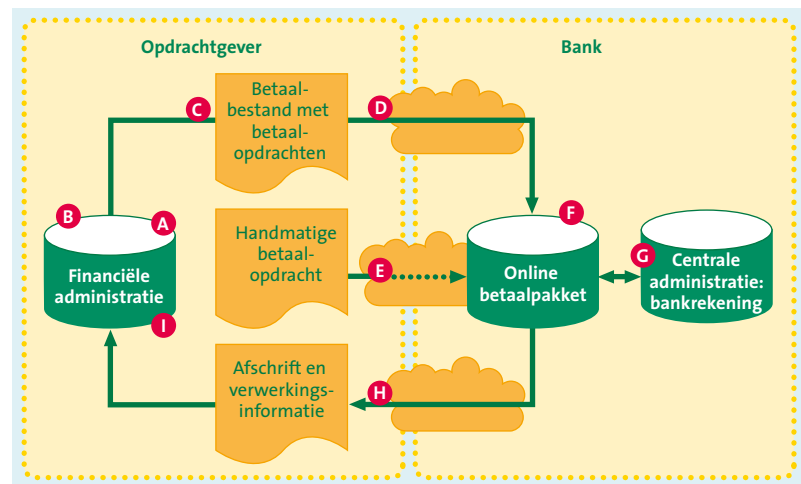 Opdrachtgever
Bank
C
Betaal-
bestand met
betaal-
opdrachten
D
B
A
Financiële
administratie
I
Handmatige
betaal-
opdracht
E
F
Online
betaalpakket
G
Centrale
administratie:
bankrekening
Afschrift en
verwerkings-
informatie
H